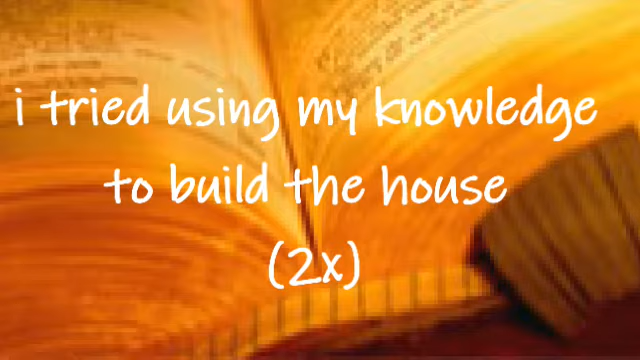 i tried using my knowledge
to build the house
(2x)